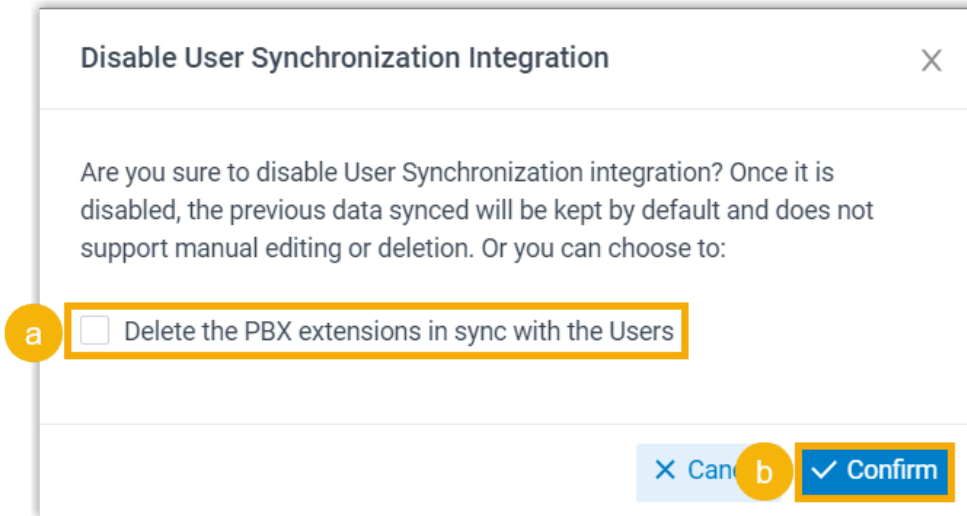 Disable User Synchronization Integration
Are you sure to disable User Synchronization integration? Once it is
disabled, the previous data synced will be kept by default and does not
support manual editing or deletion. Or you can choose to:
a
Delete the PBX extensions in sync with the Users
Can
b
Confirm